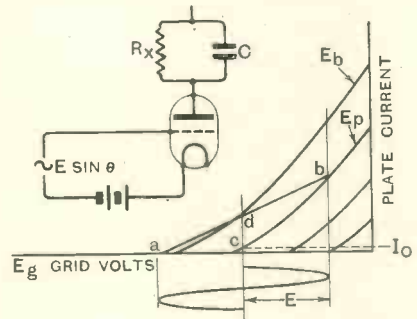 Rx
C
Eb
Ep
PLATE CURRENT
E SIN θ
b
d
a
c
I0
Eg GRID VOLTS
E